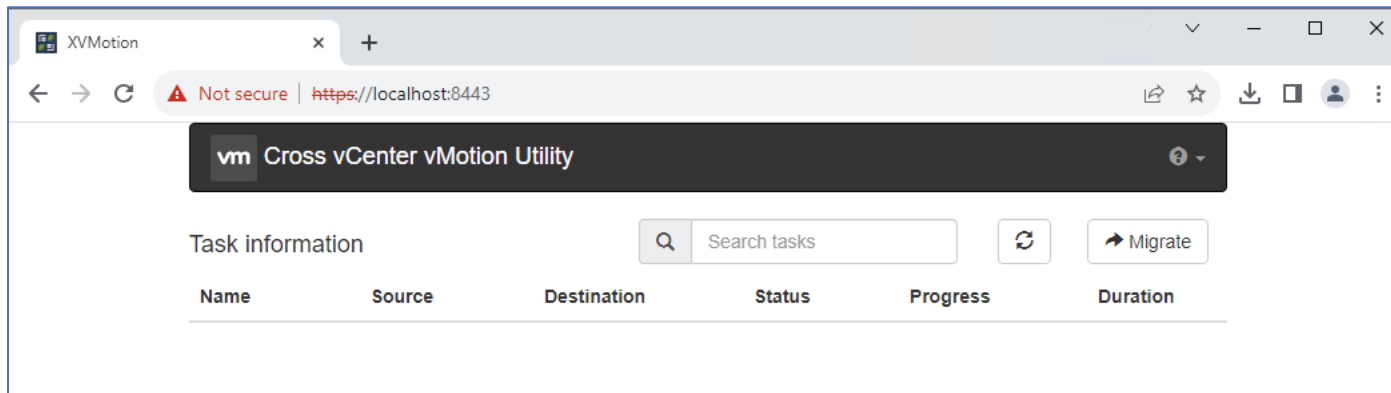 XVMotion
Not secure https://localhost:8443
vm Cross vCenter vMotion Utility
Task information Search tasks Migrate
Name Source Destination Status Progress Duration